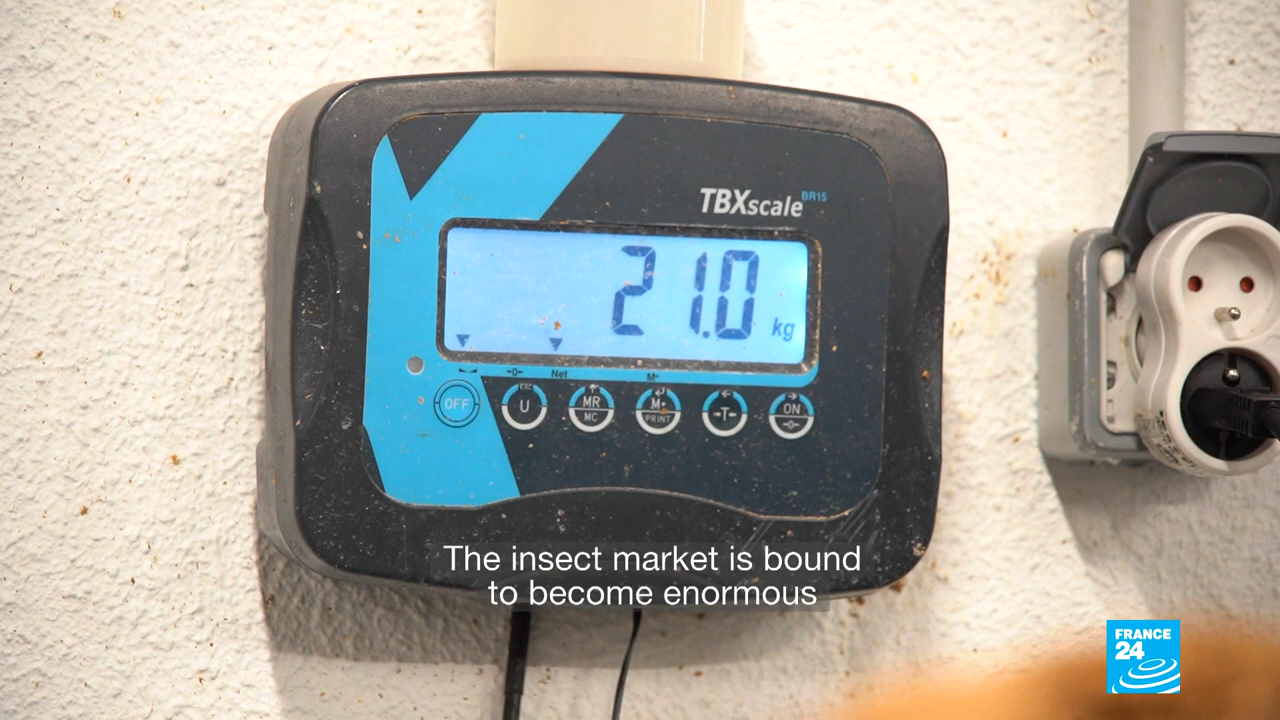 TBXscale BR15
21.0 kg
→0← Net M+
OFF
ESC
U
MR
MC
M+
PRINT
→T←
ON
→0←
The insect market is bound
to become enormous
FRANCE
24